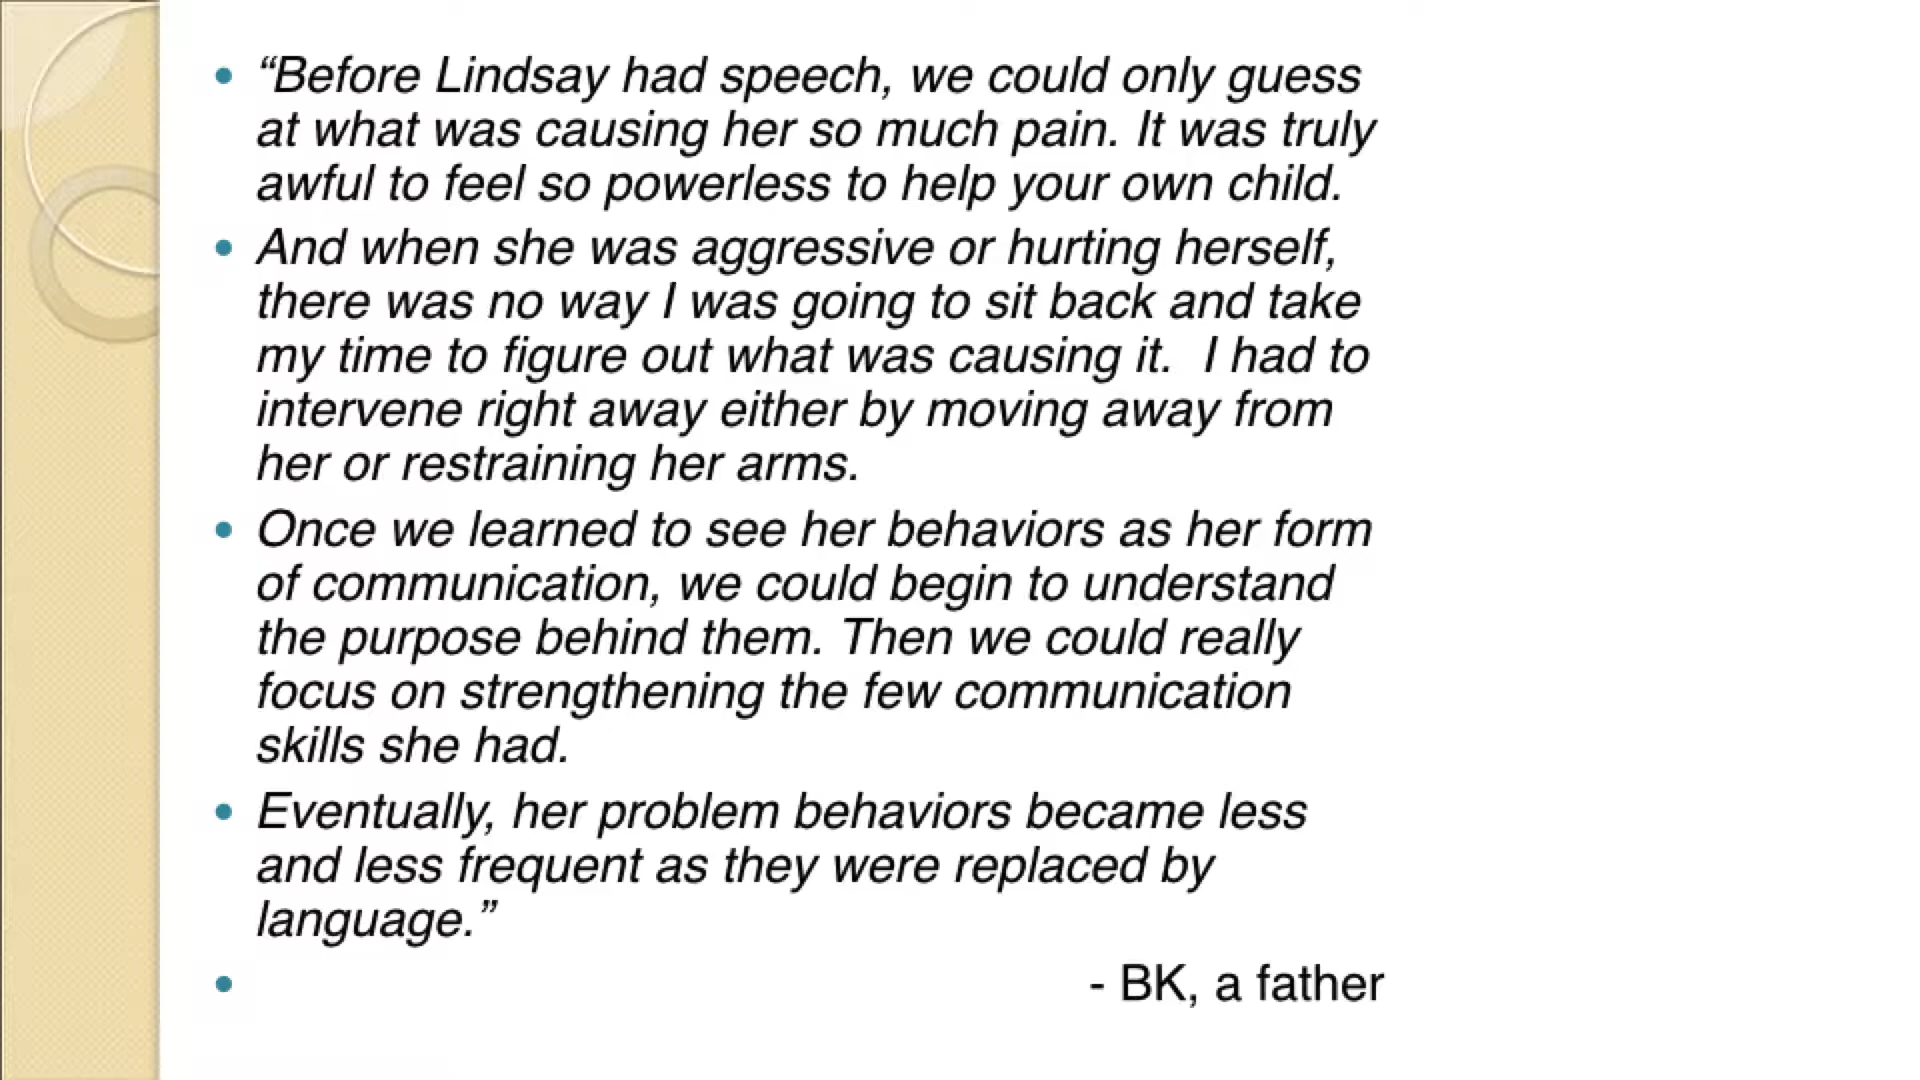 • “Before Lindsay had speech, we could only guess
at what was causing her so much pain. It was truly
awful to feel so powerless to help your own child.
• And when she was aggressive or hurting herself,
there was no way I was going to sit back and take
my time to figure out what was causing it.  I had to
intervene right away either by moving away from
her or restraining her arms.
• Once we learned to see her behaviors as her form
of communication, we could begin to understand
the purpose behind them. Then we could really
focus on strengthening the few communication
skills she had.
• Eventually, her problem behaviors became less
and less frequent as they were replaced by
language.”
• - BK, a father